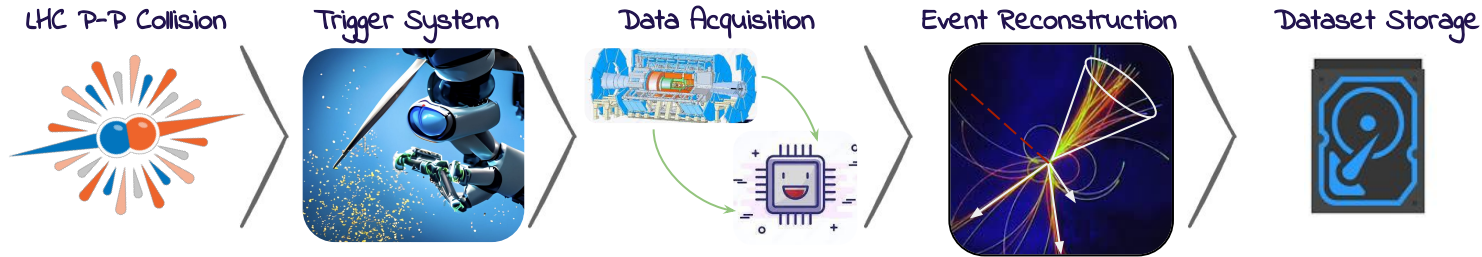 LHC P-P Collision
Trigger System
Data Acquisition
Event Reconstruction
Dataset Storage